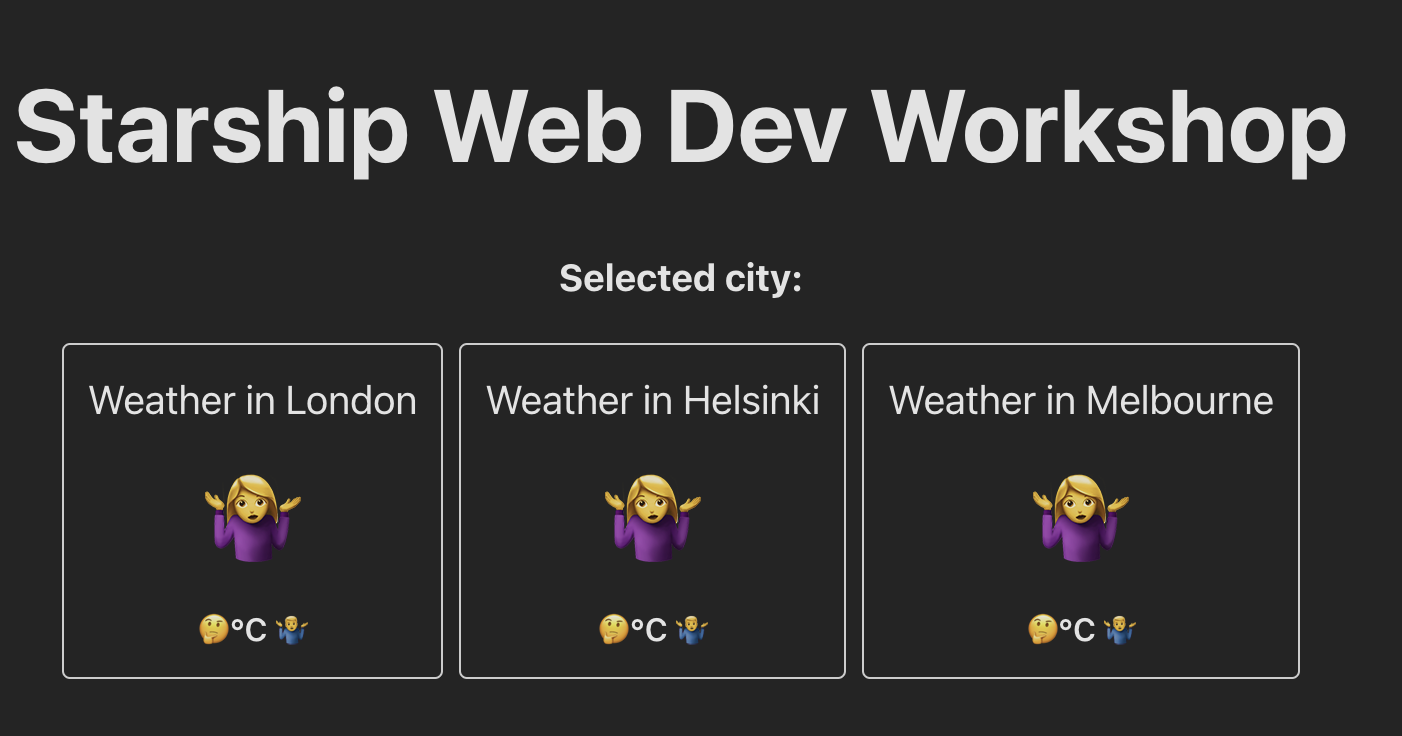 Starship Web Dev Workshop
Selected city:
Weather in London
Weather in Helsinki
Weather in Melbourne
🤷‍♀️
🤷‍♀️
🤷‍♀️
🤔°C 🤷‍♂️
🤔°C 🤷‍♂️
🤔°C 🤷‍♂️